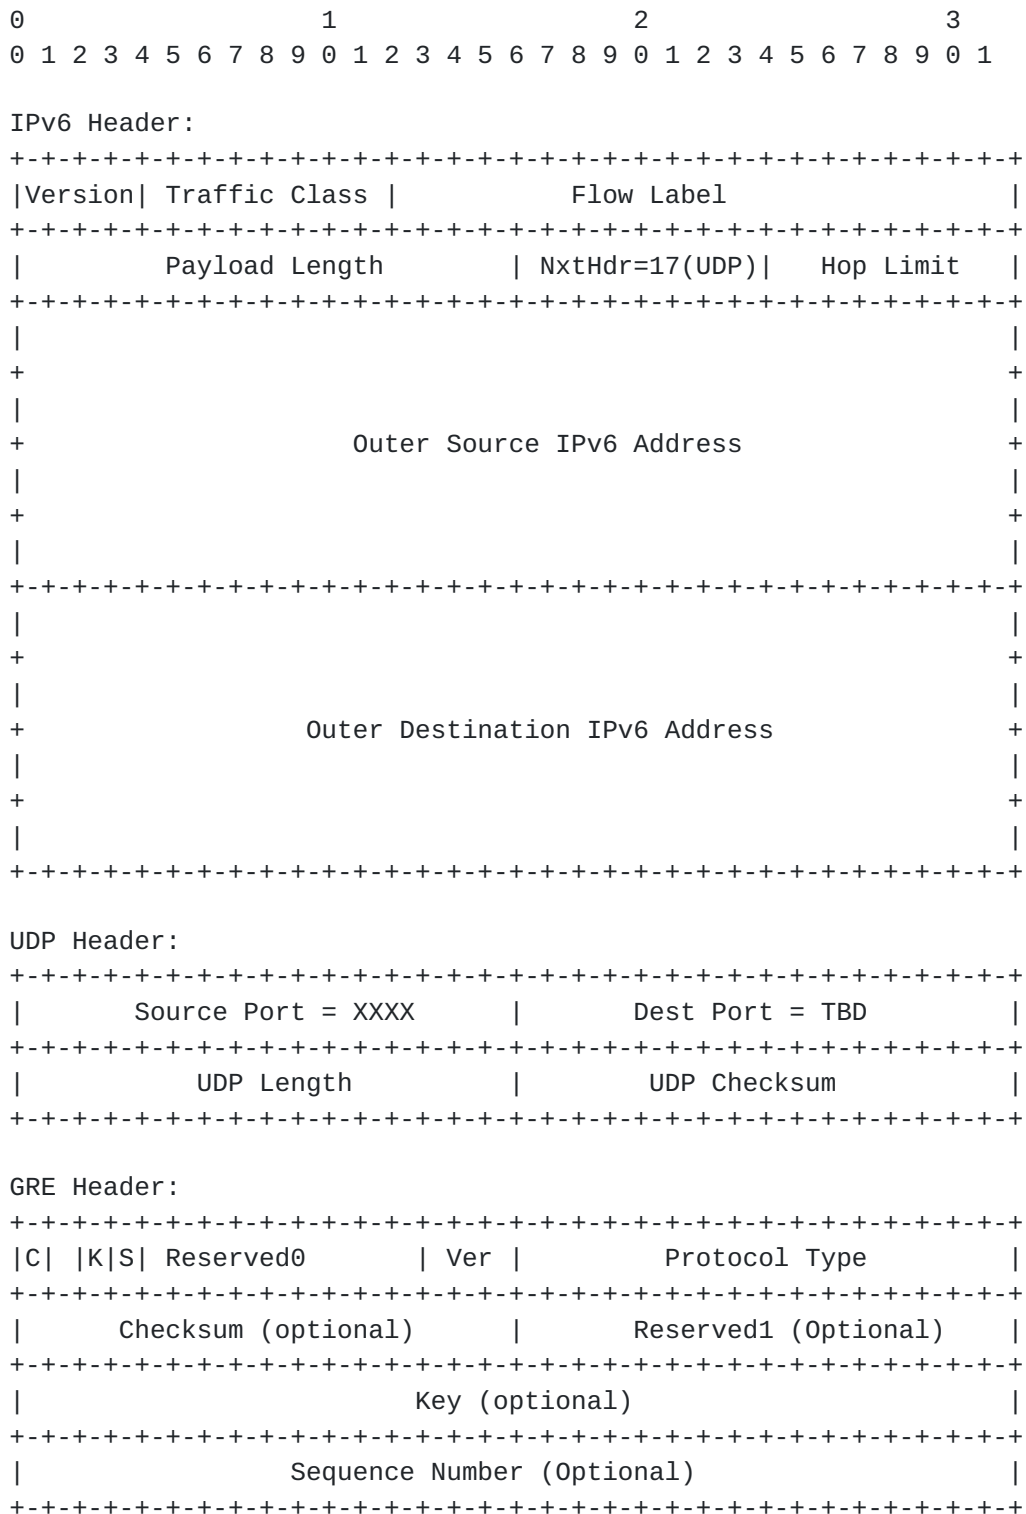 0                   1                   2                   3
0 1 2 3 4 5 6 7 8 9 0 1 2 3 4 5 6 7 8 9 0 1 2 3 4 5 6 7 8 9 0 1

IPv6 Header:
+-+-+-+-+-+-+-+-+-+-+-+-+-+-+-+-+-+-+-+-+-+-+-+-+-+-+-+-+-+-+-+-+
|Version| Traffic Class |           Flow Label                  |
+-+-+-+-+-+-+-+-+-+-+-+-+-+-+-+-+-+-+-+-+-+-+-+-+-+-+-+-+-+-+-+-+
|         Payload Length        | NxtHdr=17(UDP)|   Hop Limit   |
+-+-+-+-+-+-+-+-+-+-+-+-+-+-+-+-+-+-+-+-+-+-+-+-+-+-+-+-+-+-+-+-+
|                                                               |
+                                                               +
|                                                               |
+                     Outer Source IPv6 Address                 +
|                                                               |
+                                                               +
|                                                               |
+-+-+-+-+-+-+-+-+-+-+-+-+-+-+-+-+-+-+-+-+-+-+-+-+-+-+-+-+-+-+-+-+
|                                                               |
+                                                               +
|                                                               |
+                  Outer Destination IPv6 Address               +
|                                                               |
+                                                               +
|                                                               |
+-+-+-+-+-+-+-+-+-+-+-+-+-+-+-+-+-+-+-+-+-+-+-+-+-+-+-+-+-+-+-+-+

UDP Header:
+-+-+-+-+-+-+-+-+-+-+-+-+-+-+-+-+-+-+-+-+-+-+-+-+-+-+-+-+-+-+-+-+
|       Source Port = XXXX      |       Dest Port = TBD         |
+-+-+-+-+-+-+-+-+-+-+-+-+-+-+-+-+-+-+-+-+-+-+-+-+-+-+-+-+-+-+-+-+
|           UDP Length          |        UDP Checksum           |
+-+-+-+-+-+-+-+-+-+-+-+-+-+-+-+-+-+-+-+-+-+-+-+-+-+-+-+-+-+-+-+-+

GRE Header:
+-+-+-+-+-+-+-+-+-+-+-+-+-+-+-+-+-+-+-+-+-+-+-+-+-+-+-+-+-+-+-+-+
|C| |K|S| Reserved0       | Ver |         Protocol Type         |
+-+-+-+-+-+-+-+-+-+-+-+-+-+-+-+-+-+-+-+-+-+-+-+-+-+-+-+-+-+-+-+-+
|      Checksum (optional)      |       Reserved1 (Optional)    |
+-+-+-+-+-+-+-+-+-+-+-+-+-+-+-+-+-+-+-+-+-+-+-+-+-+-+-+-+-+-+-+-+
|                         Key (optional)                        |
+-+-+-+-+-+-+-+-+-+-+-+-+-+-+-+-+-+-+-+-+-+-+-+-+-+-+-+-+-+-+-+-+
|                 Sequence Number (Optional)                    |
+-+-+-+-+-+-+-+-+-+-+-+-+-+-+-+-+-+-+-+-+-+-+-+-+-+-+-+-+-+-+-+-+